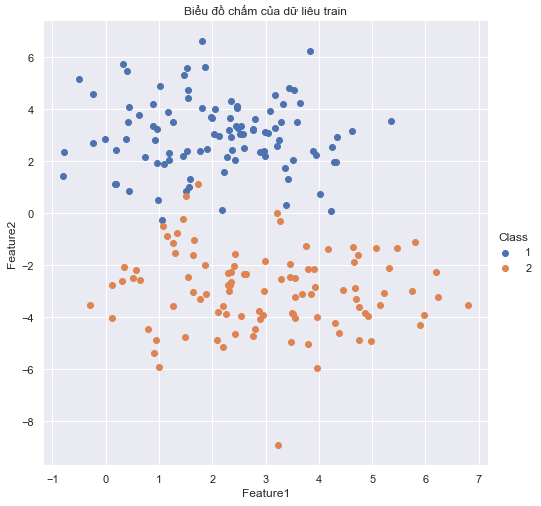 Biểu đồ chấm của dữ liêu train
6
4
2
0
−2
−4
−6
−8
Feature2
−1 0 1 2 3 4 5 6 7
Feature1
Class
1
2